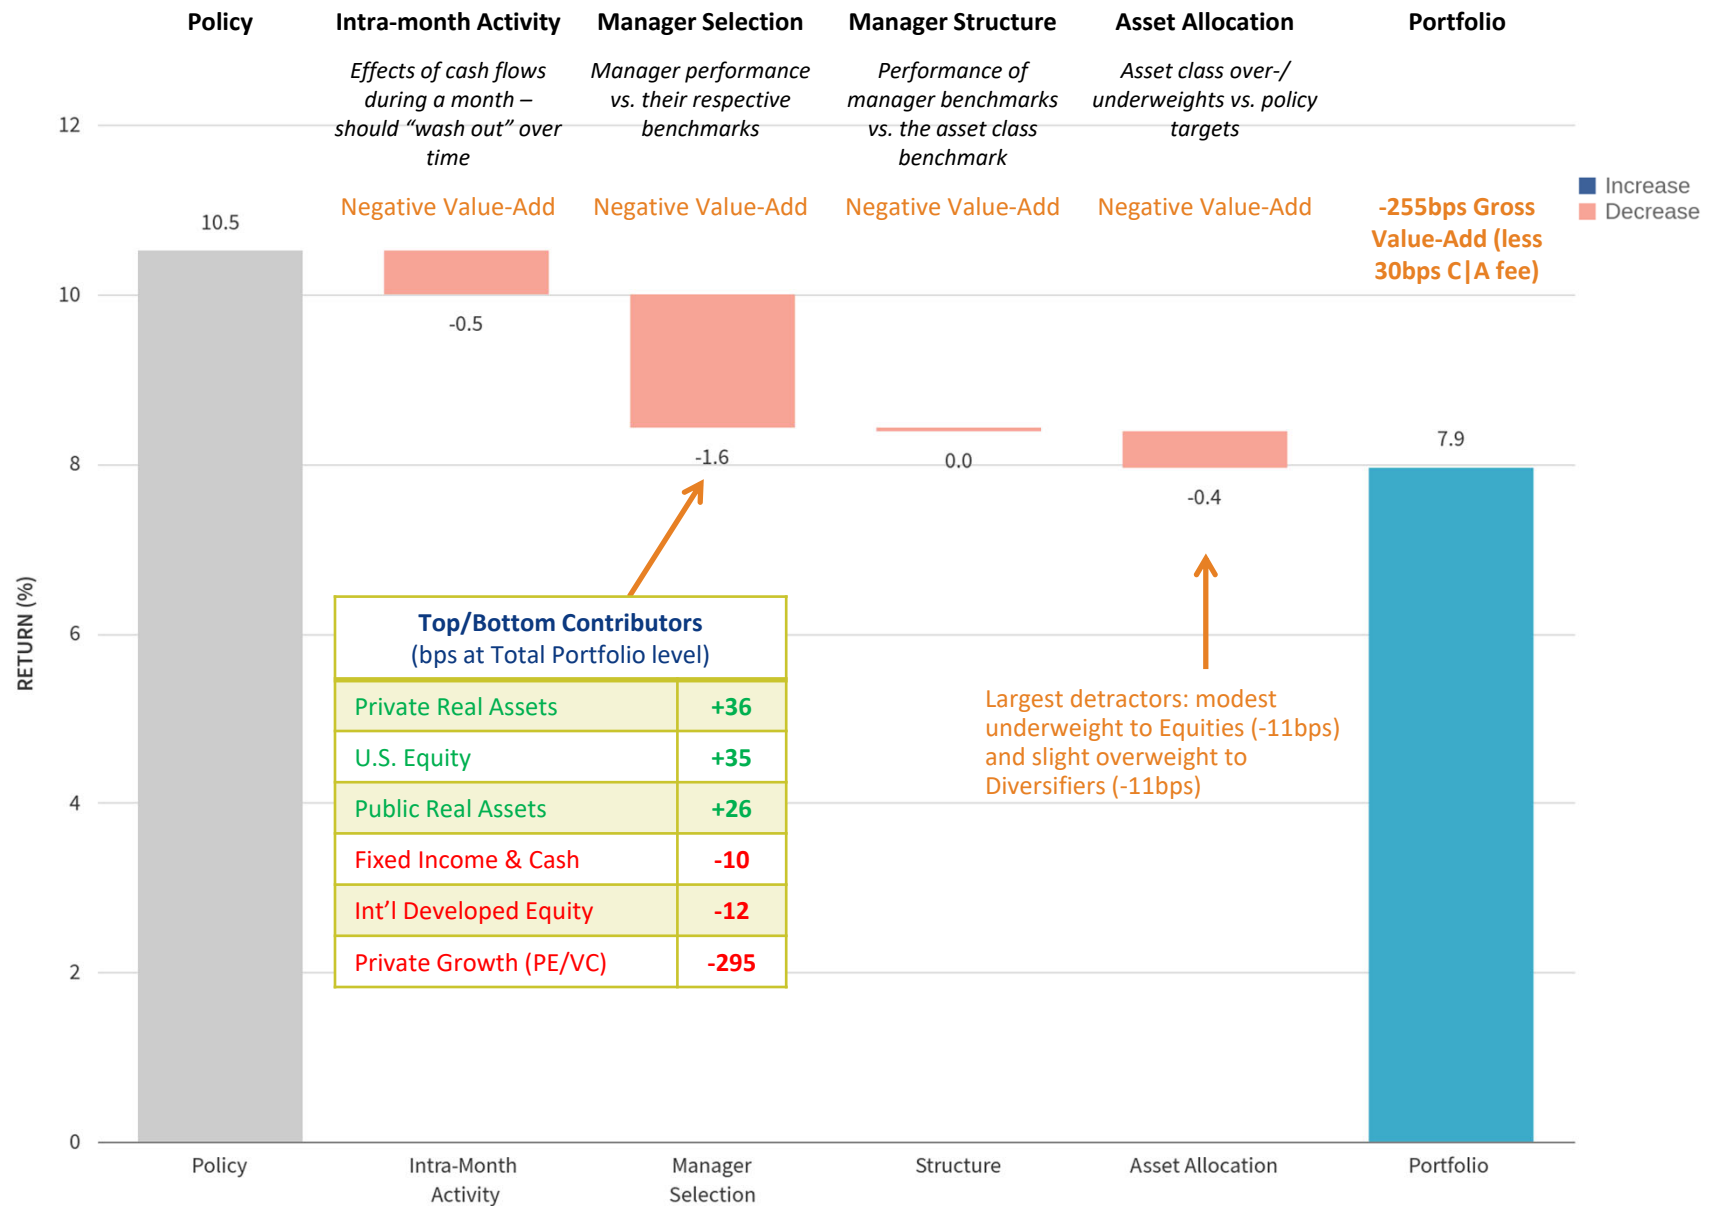 Policy
Intra-month Activity
Manager Selection
Manager Structure
Asset Allocation
Portfolio
Effects of cash flows
during a month –
should “wash out” over
time
Manager performance
vs. their respective
benchmarks
Performance of
manager benchmarks
vs. the asset class
benchmark
Asset class over-/
underweights vs. policy
targets
Negative Value-Add
Negative Value-Add
Negative Value-Add
Negative Value-Add
-255bps Gross
Value-Add (less
30bps C|A fee)
Increase
Decrease
RETURN (%)
12
10
8
6
4
2
0
10.5
-0.5
-1.6
0.0
-0.4
7.9
Top/Bottom Contributors
(bps at Total Portfolio level)
Private Real Assets +36
U.S. Equity +35
Public Real Assets +26
Fixed Income & Cash -10
Int’l Developed Equity -12
Private Growth (PE/VC) -295
Largest detractors: modest
underweight to Equities (-11bps)
and slight overweight to
Diversifiers (-11bps)
Policy
Intra-Month
Activity
Manager
Selection
Structure
Asset Allocation
Portfolio